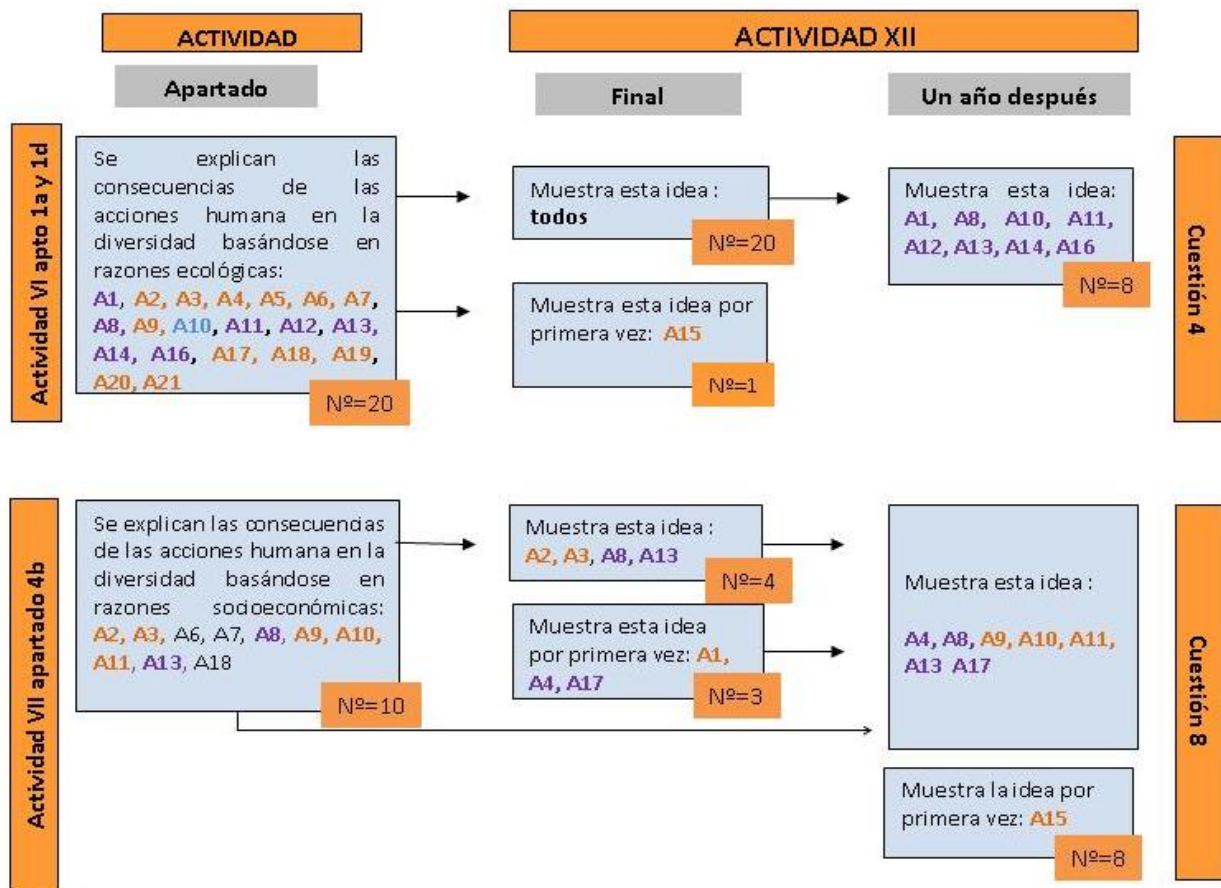 ACTIVIDAD
ACTIVIDAD XII
Apartado
Final
Un año después
Actividad VI apto 1a y 1d
Se explican las
consecuencias de las
acciones humana en la
diversidad basándose en
razones ecológicas:
A1, A2, A3, A4, A5, A6, A7,
A8, A9, A10, A11, A12, A13,
A14, A16, A17, A18, A19,
A20, A21
Nº=20
Muestra esta idea :
todos
Nº=20
Muestra esta idea por
primera vez: A15
Nº=1
Muestra esta idea:
A1, A8, A10, A11,
A12, A13, A14, A16
Nº=8
Cuestión 4
Actividad VII apartado 4b
Se explican las consecuencias
de las acciones humana en la
diversidad basándose en
razones socioeconómicas:
A2, A3, A6, A7, A8, A9, A10,
A11, A13, A18
Nº=10
Muestra esta idea :
A2, A3, A8, A13
Nº=4
Muestra esta idea
por primera vez: A1,
A4, A17
Nº=3
Muestra esta idea :
A4, A8, A9, A10, A11,
A13 A17
Muestra la idea por
primera vez: A15
Nº=8
Cuestión 8